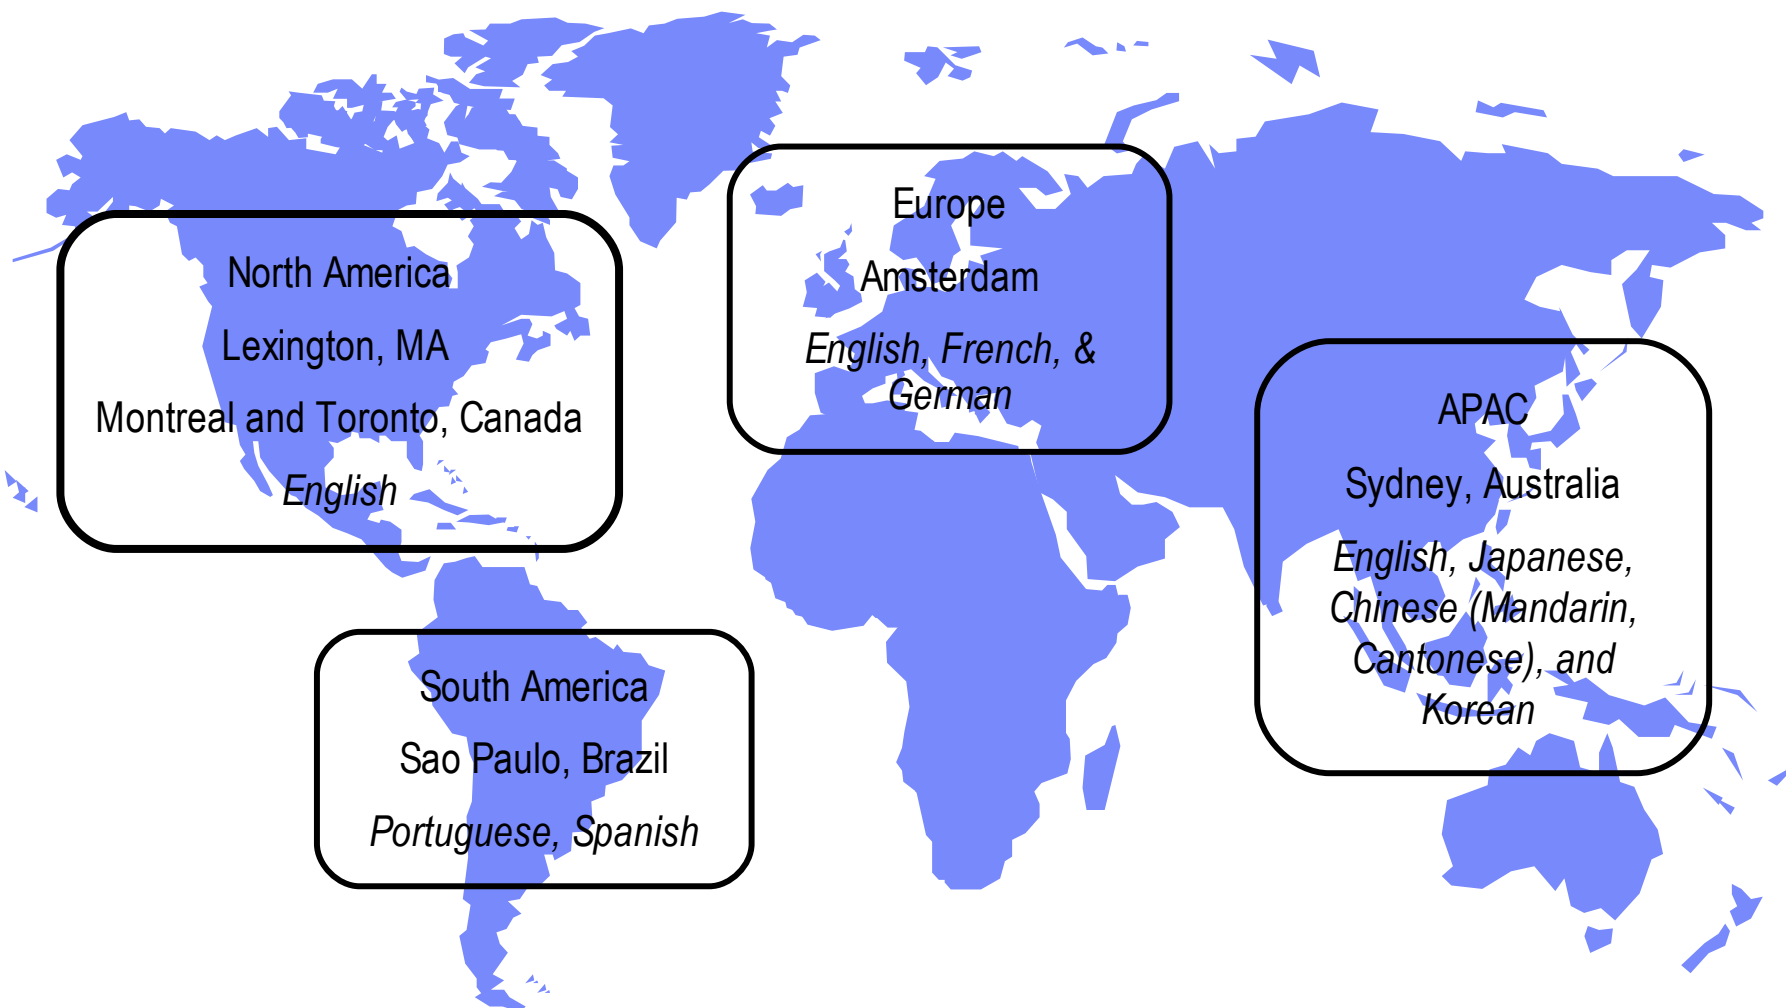 North America
Lexington, MA
Montreal and Toronto, Canada
English
Europe
Amsterdam
English, French, &
German
APAC
Sydney, Australia
English, Japanese,
Chinese (Mandarin,
Cantonese), and
Korean
South America
Sao Paulo, Brazil
Portuguese, Spanish